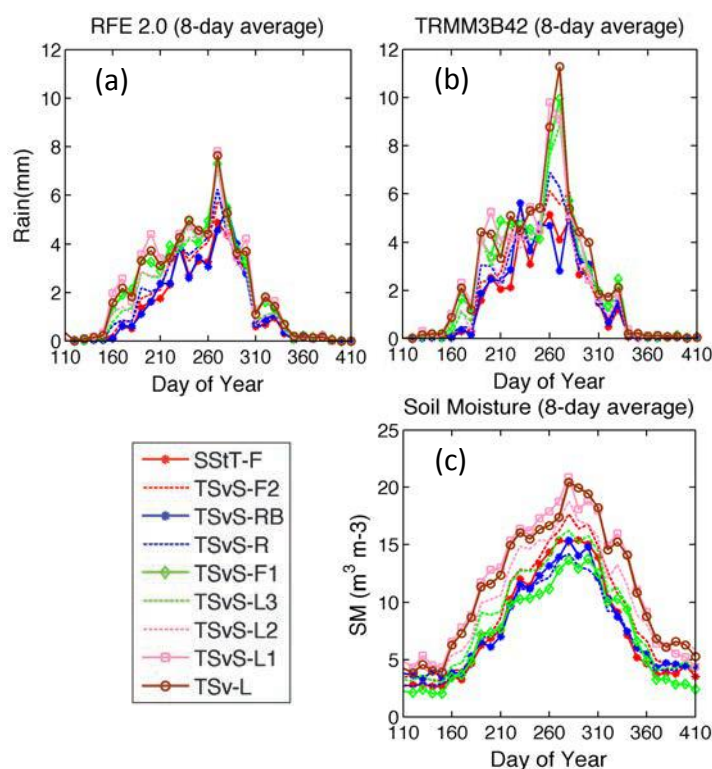 RFE 2.0 (8-day average)
TRMM3B42 (8-day average)
12
10
8
6
4
2
0
(a)
Rain(mm)
110 160 210 260 310 360 410
Day of Year
12
10
8
6
4
2
0
(b)
110 160 210 260 310 360 410
Day of Year
SStT-F
TSvS-F2
TSvS-RB
TSvS-R
TSvS-F1
TSvS-L3
TSvS-L2
TSvS-L1
TSv-L
Soil Moisture (8-day average)
25
20
15
10
5
0
(c)
SM (m³ m-3)
110 160 210 260 310 360 410
Day of Year